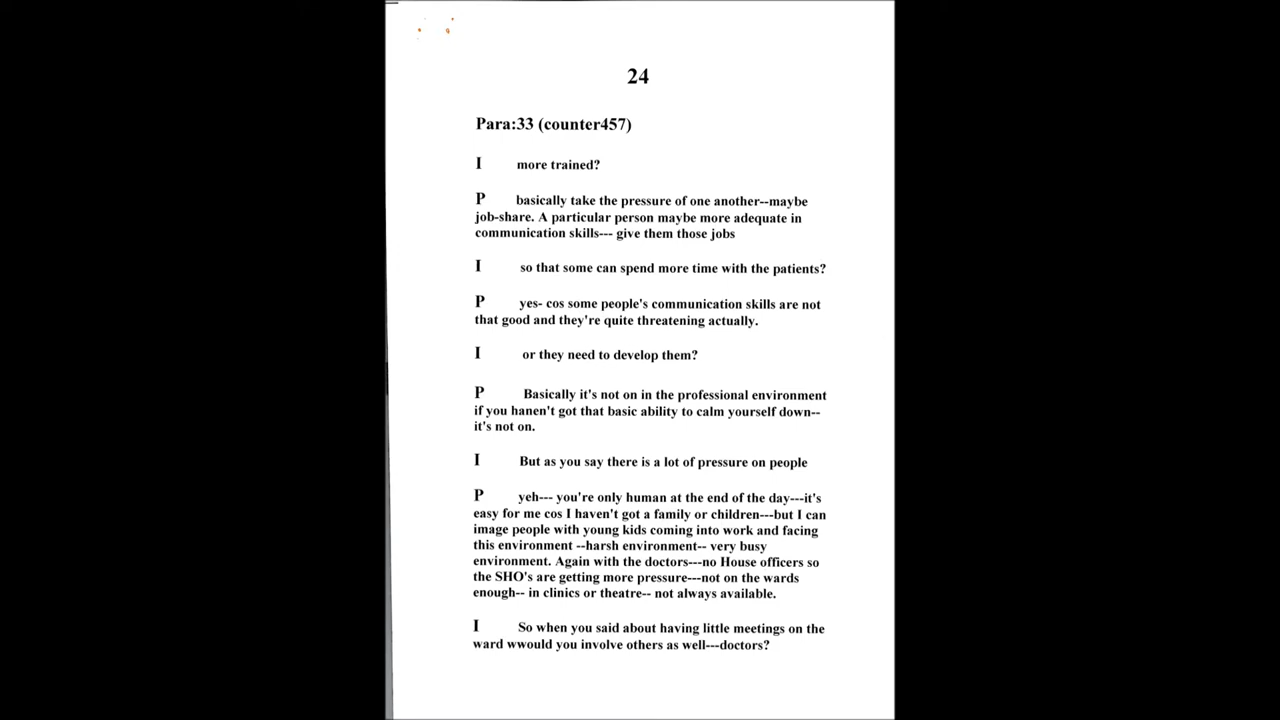 24
Para:33 (counter457)
I more trained?
P basically take the pressure of one another--maybe
job-share. A particular person maybe more adequate in
communication skills--- give them those jobs
I so that some can spend more time with the patients?
P yes- cos some people's communication skills are not
that good and they're quite threatening actually.
I or they need to develop them?
P Basically it's not on in the professional environment
if you hanen't got that basic ability to calm yourself down--
it's not on.
I But as you say there is a lot of pressure on people
P yeh--- you're only human at the end of the day---it's
easy for me cos I haven't got a family or children---but I can
image people with young kids coming into work and facing
this environment --harsh environment-- very busy
environment. Again with the doctors---no House officers so
the SHO's are getting more pressure---not on the wards
enough-- in clinics or theatre-- not always available.
I So when you said about having little meetings on the
ward wwould you involve others as well---doctors?